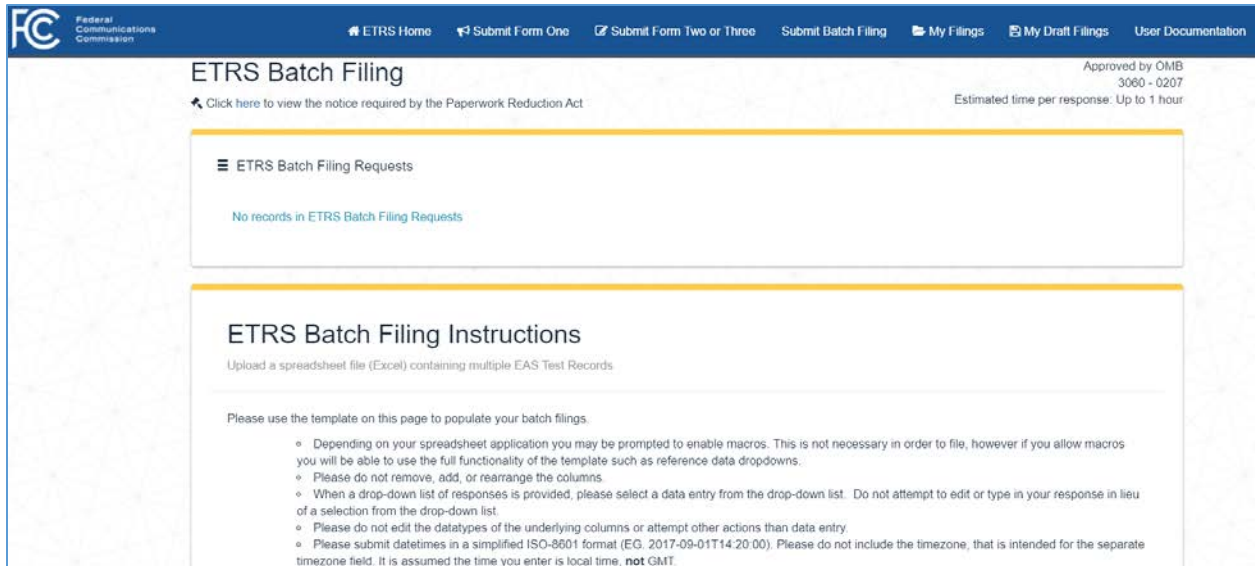 FCC Federal Communications Commission
ETRS Home Submit Form One Submit Form Two or Three Submit Batch Filing My Filings My Draft Filings User Documentation
ETRS Batch Filing
Approved by OMB
3060 - 0207
Estimated time per response: Up to 1 hour
Click here to view the notice required by the Paperwork Reduction Act
ETRS Batch Filing Requests
No records in ETRS Batch Filing Requests
ETRS Batch Filing Instructions
Upload a spreadsheet file (Excel) containing multiple EAS Test Records
Please use the template on this page to populate your batch filings.
Depending on your spreadsheet application you may be prompted to enable macros. This is not necessary in order to file, however if you allow macros
you will be able to use the full functionality of the template such as reference data dropdowns.
Please do not remove, add, or rearrange the columns.
When a drop-down list of responses is provided, please select a data entry from the drop-down list. Do not attempt to edit or type in your response in lieu
of a selection from the drop-down list.
Please do not edit the datatypes of the underlying columns or attempt other actions than data entry.
Please submit datetimes in a simplified ISO-8601 format (EG. 2017-09-01T14:20:00). Please do not include the timezone, that is intended for the separate
timezone field. It is assumed the time you enter is local time, not GMT.